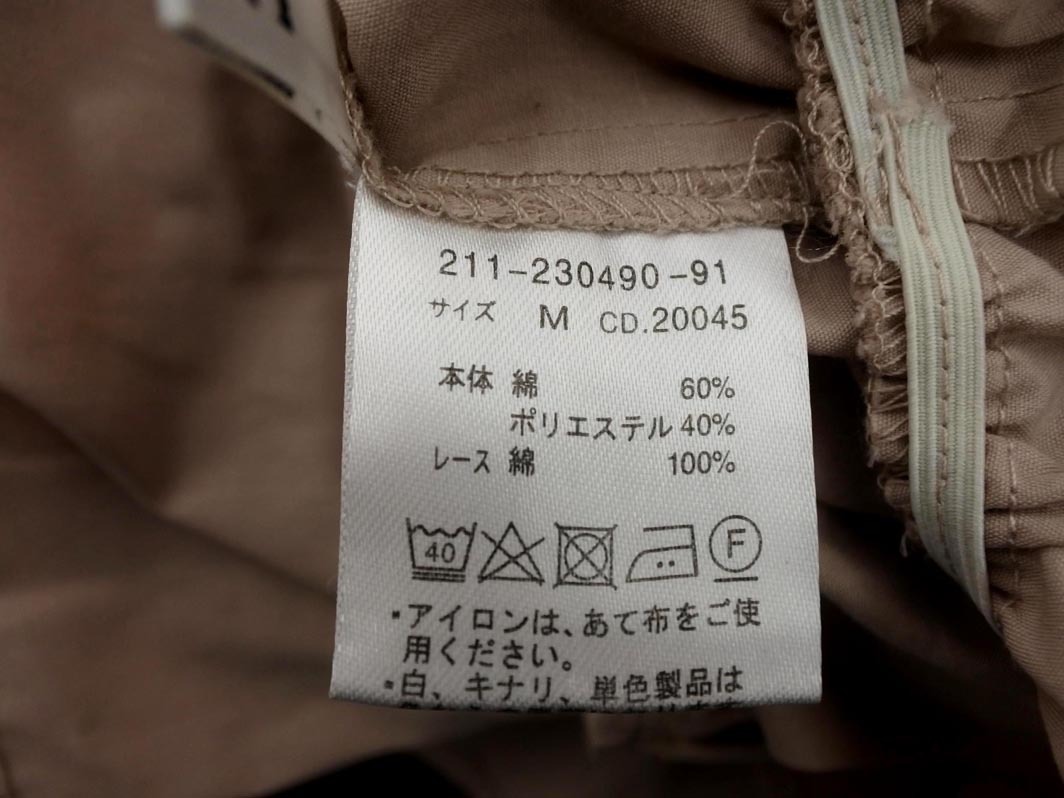 211-230490-91
サイズ M CD.20045
本体 綿 60%
ポリエステル 40%
レース 綿 100%
40 F
・アイロンは、あて布をご使
用ください。
・白、キナリ、単色製品は